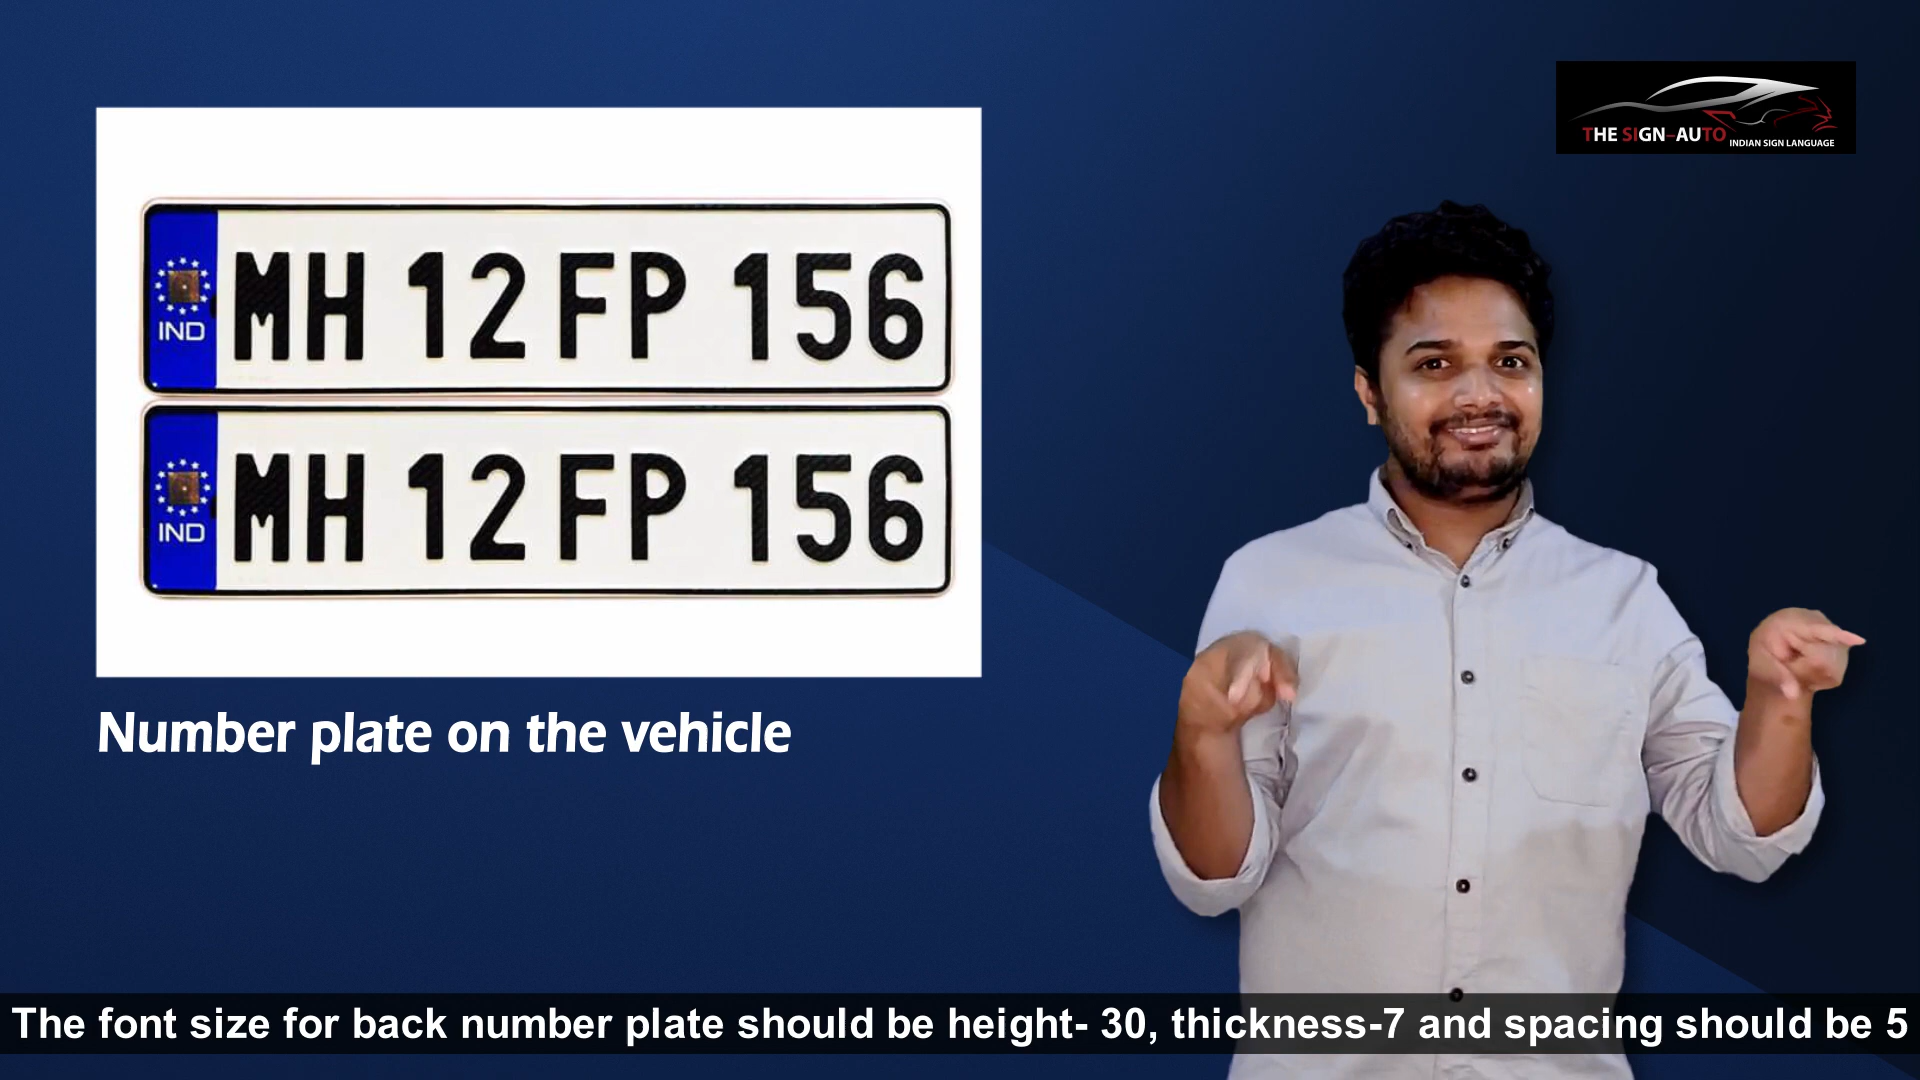 THE SIGN-AUTO
INDIAN SIGN LANGUAGE
IND
MH 12 FP 156
IND
MH 12 FP 156
Number plate on the vehicle
The font size for back number plate should be height- 30, thickness-7 and spacing should be 5